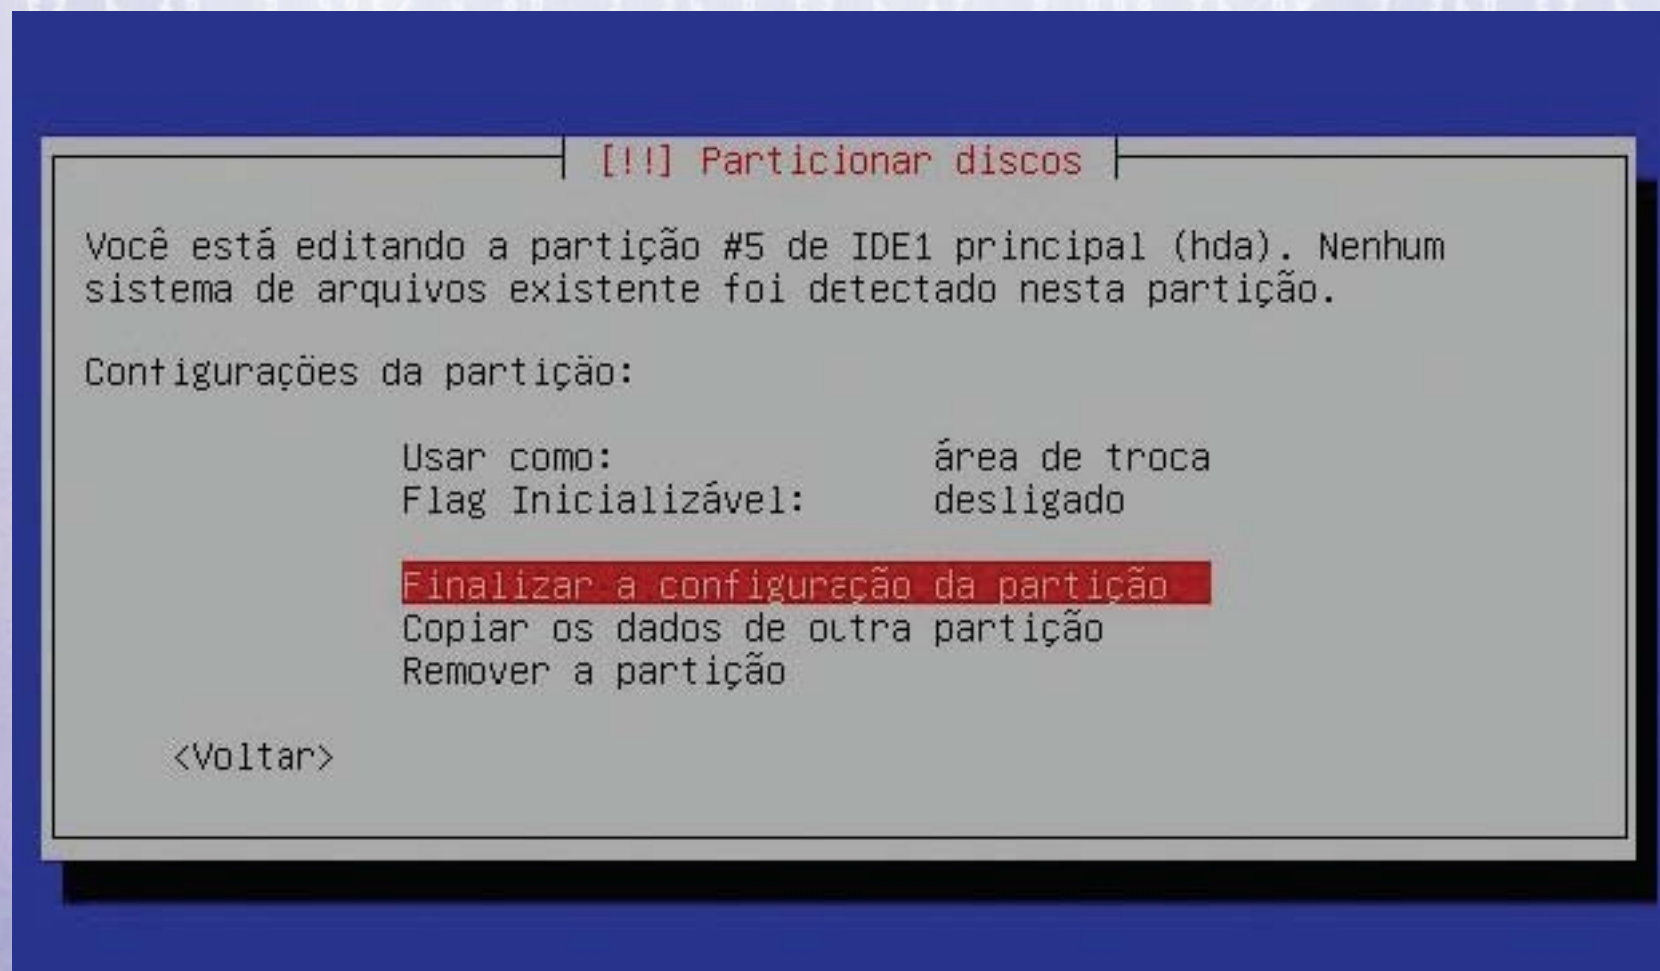 [!!] Particionar discos
Você está editando a partição #5 de IDE1 principal (hda). Nenhum
sistema de arquivos existente foi detectado nesta partição.
Configurações da partição:
Usar como: área de troca
Flag Inicializável: desligado
Finalizar a configuração da partição
Copiar os dados de outra partição
Remover a partição
<Voltar>